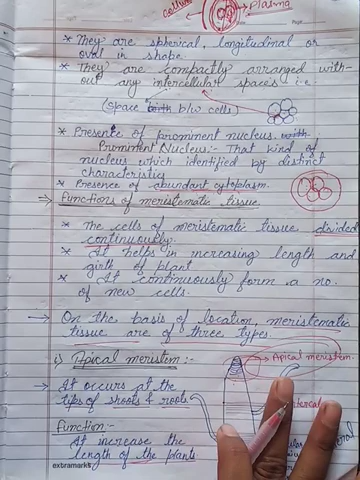 plasma
Page
* They are spherical, longitudinal or
oval in shape
* They are compactly arranged with-
out any intercellular spaces i.e
(space b/w cells)
* Presence of prominent nucleus.
Prominent Nucleus:- That kind of
nucleus which identified by distinct
characteristics
* Presence of abundant cytoplasm.
→ Functions of meristematic tissue
* The cells of meristematic tissue divided
continuously.
* It helps in increasing length and
girth of plant
* It continuously form a no.
of new cells.
→ On the basis of location meristematic
tissue are of three types.
i) Apical meristem:-
Apical meristem.
→ It occurs at the
tips of shoots & roots
Function:-
It increase the
length of the plants
extramarks